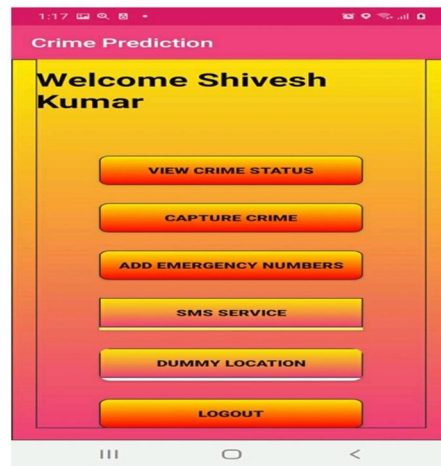 1:17
Crime Prediction
Welcome Shivesh
Kumar
VIEW CRIME STATUS
CAPTURE CRIME
ADD EMERGENCY NUMBERS
SMS SERVICE
DUMMY LOCATION
LOGOUT